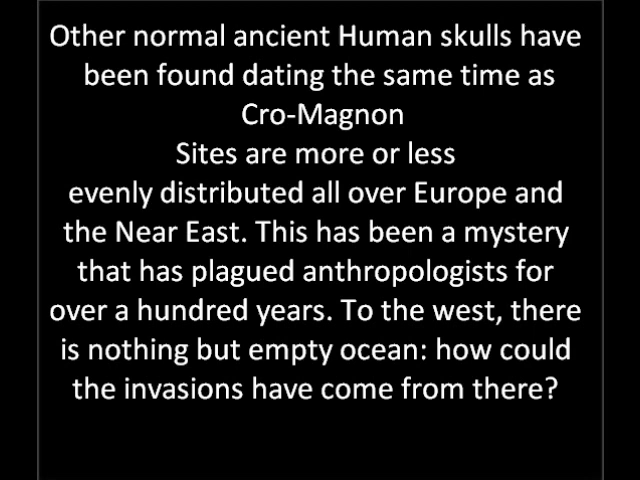 Other normal ancient Human skulls have
been found dating the same time as
Cro-Magnon
Sites are more or less
evenly distributed all over Europe and
the Near East. This has been a mystery
that has plagued anthropologists for
over a hundred years. To the west, there
is nothing but empty ocean: how could
the invasions have come from there?